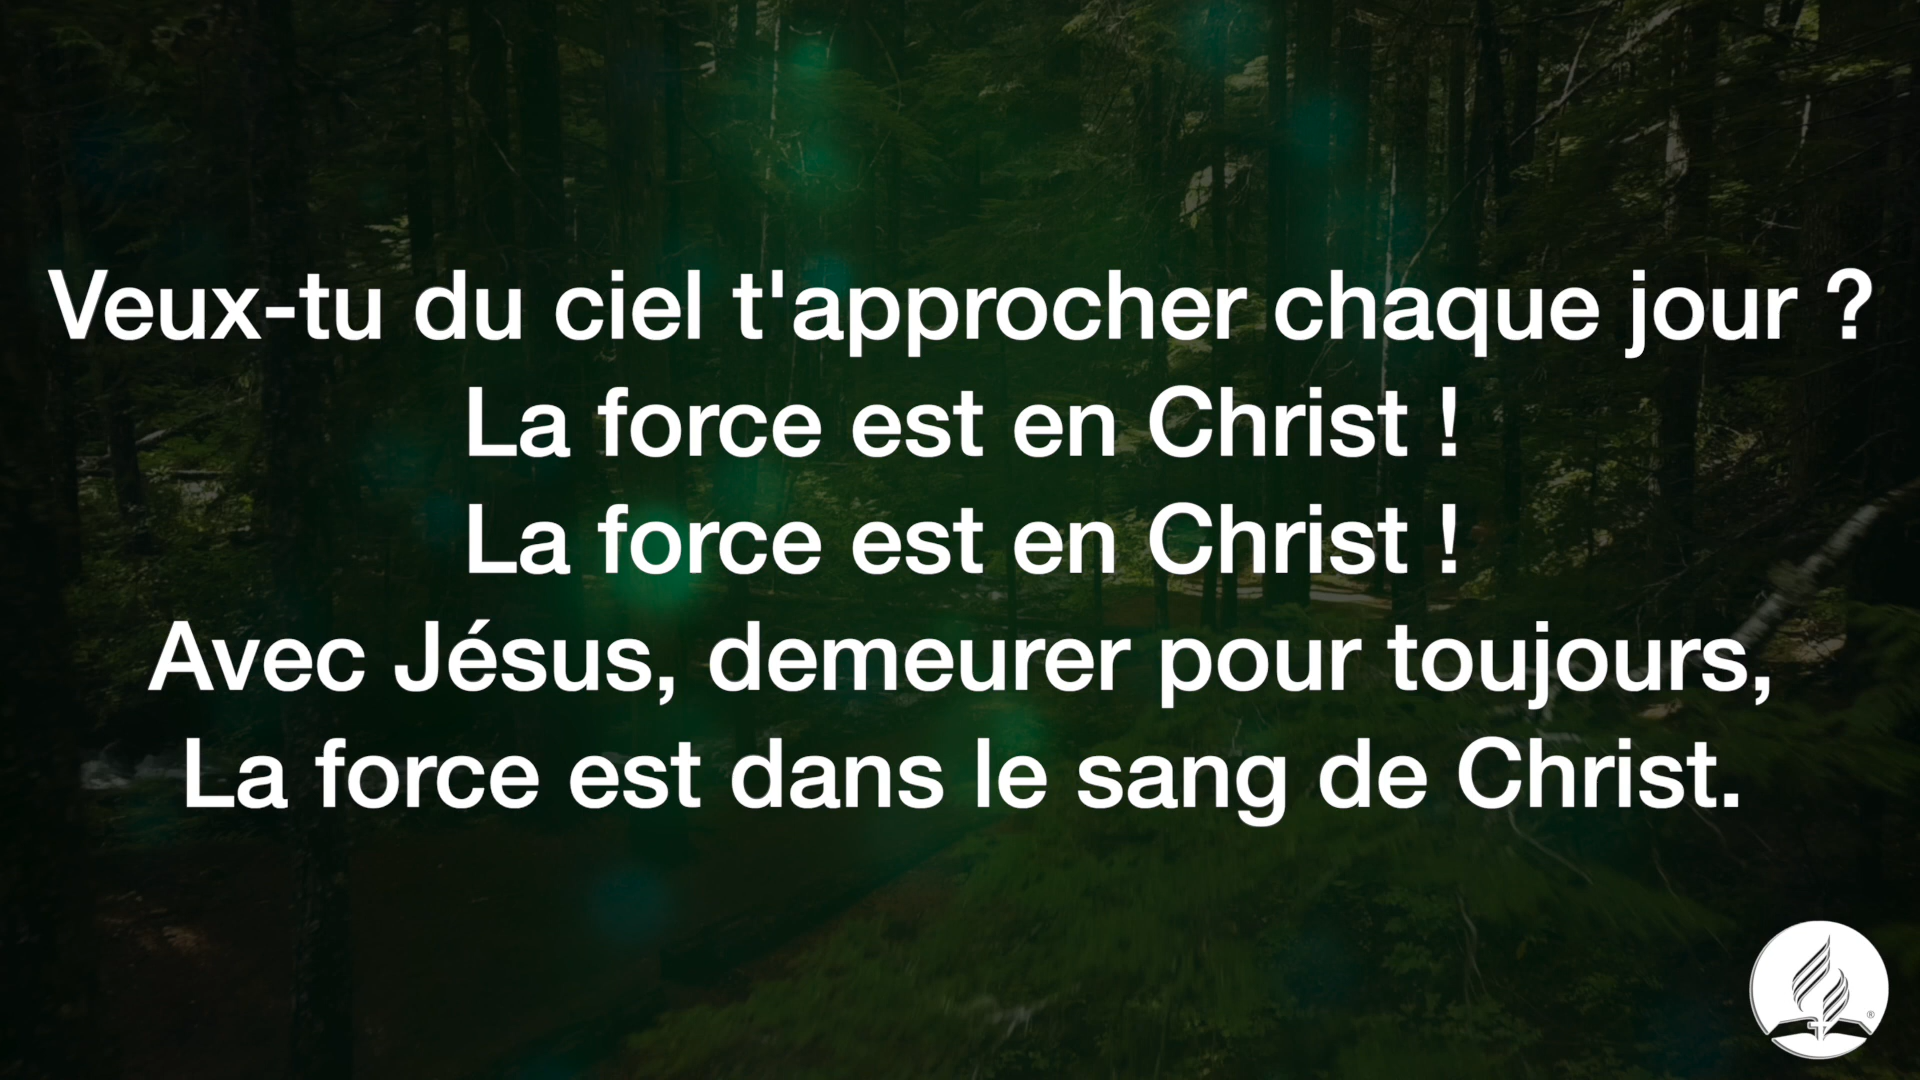 Veux-tu du ciel t'approcher chaque jour ?
La force est en Christ !
La force est en Christ !
Avec Jésus, demeurer pour toujours,
La force est dans le sang de Christ.
®